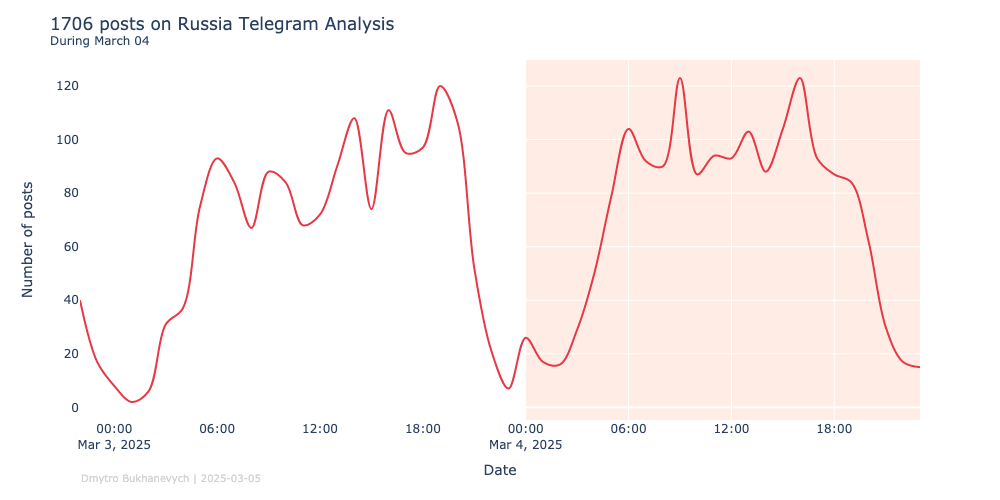 1706 posts on Russia Telegram Analysis
During March 04
Number of posts
120
100
80
60
40
20
0
00:00 06:00 12:00 18:00 00:00 06:00 12:00 18:00
Mar 3, 2025 Mar 4, 2025
Date
Dmytro Bukhanevych | 2025-03-05